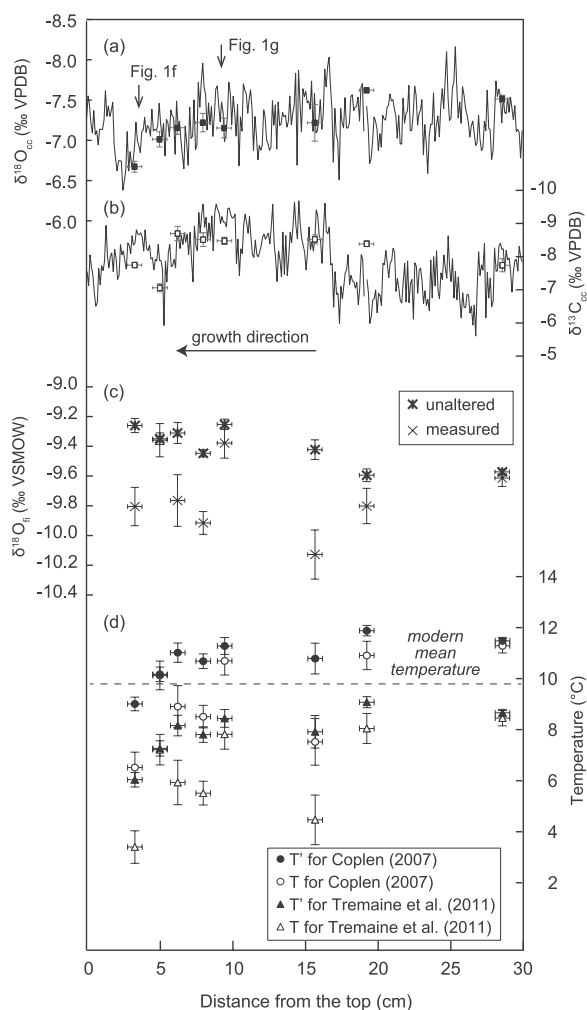 -8.5
(a)
Fig. 1g
Fig. 1f
-8.0
-7.5
-7.0
-6.5
-6.0
δ18Occ (‰ VPDB)
(b)
-10
-9
-8
-7
-6
-5
δ13Ccc (‰ VPDB)
growth direction
(c)
-9.0
-9.2
-9.4
-9.6
-9.8
-10.0
-10.2
-10.4
δ18Ofi (‰ VSMOW)
unaltered
measured
(d)
modern
mean
temperature
14
12
10
8
6
4
2
Temperature (°C)
T' for Coplen (2007)
T for Coplen (2007)
T' for Tremaine et al. (2011)
T for Tremaine et al. (2011)
0 5 10 15 20 25 30
Distance from the top (cm)